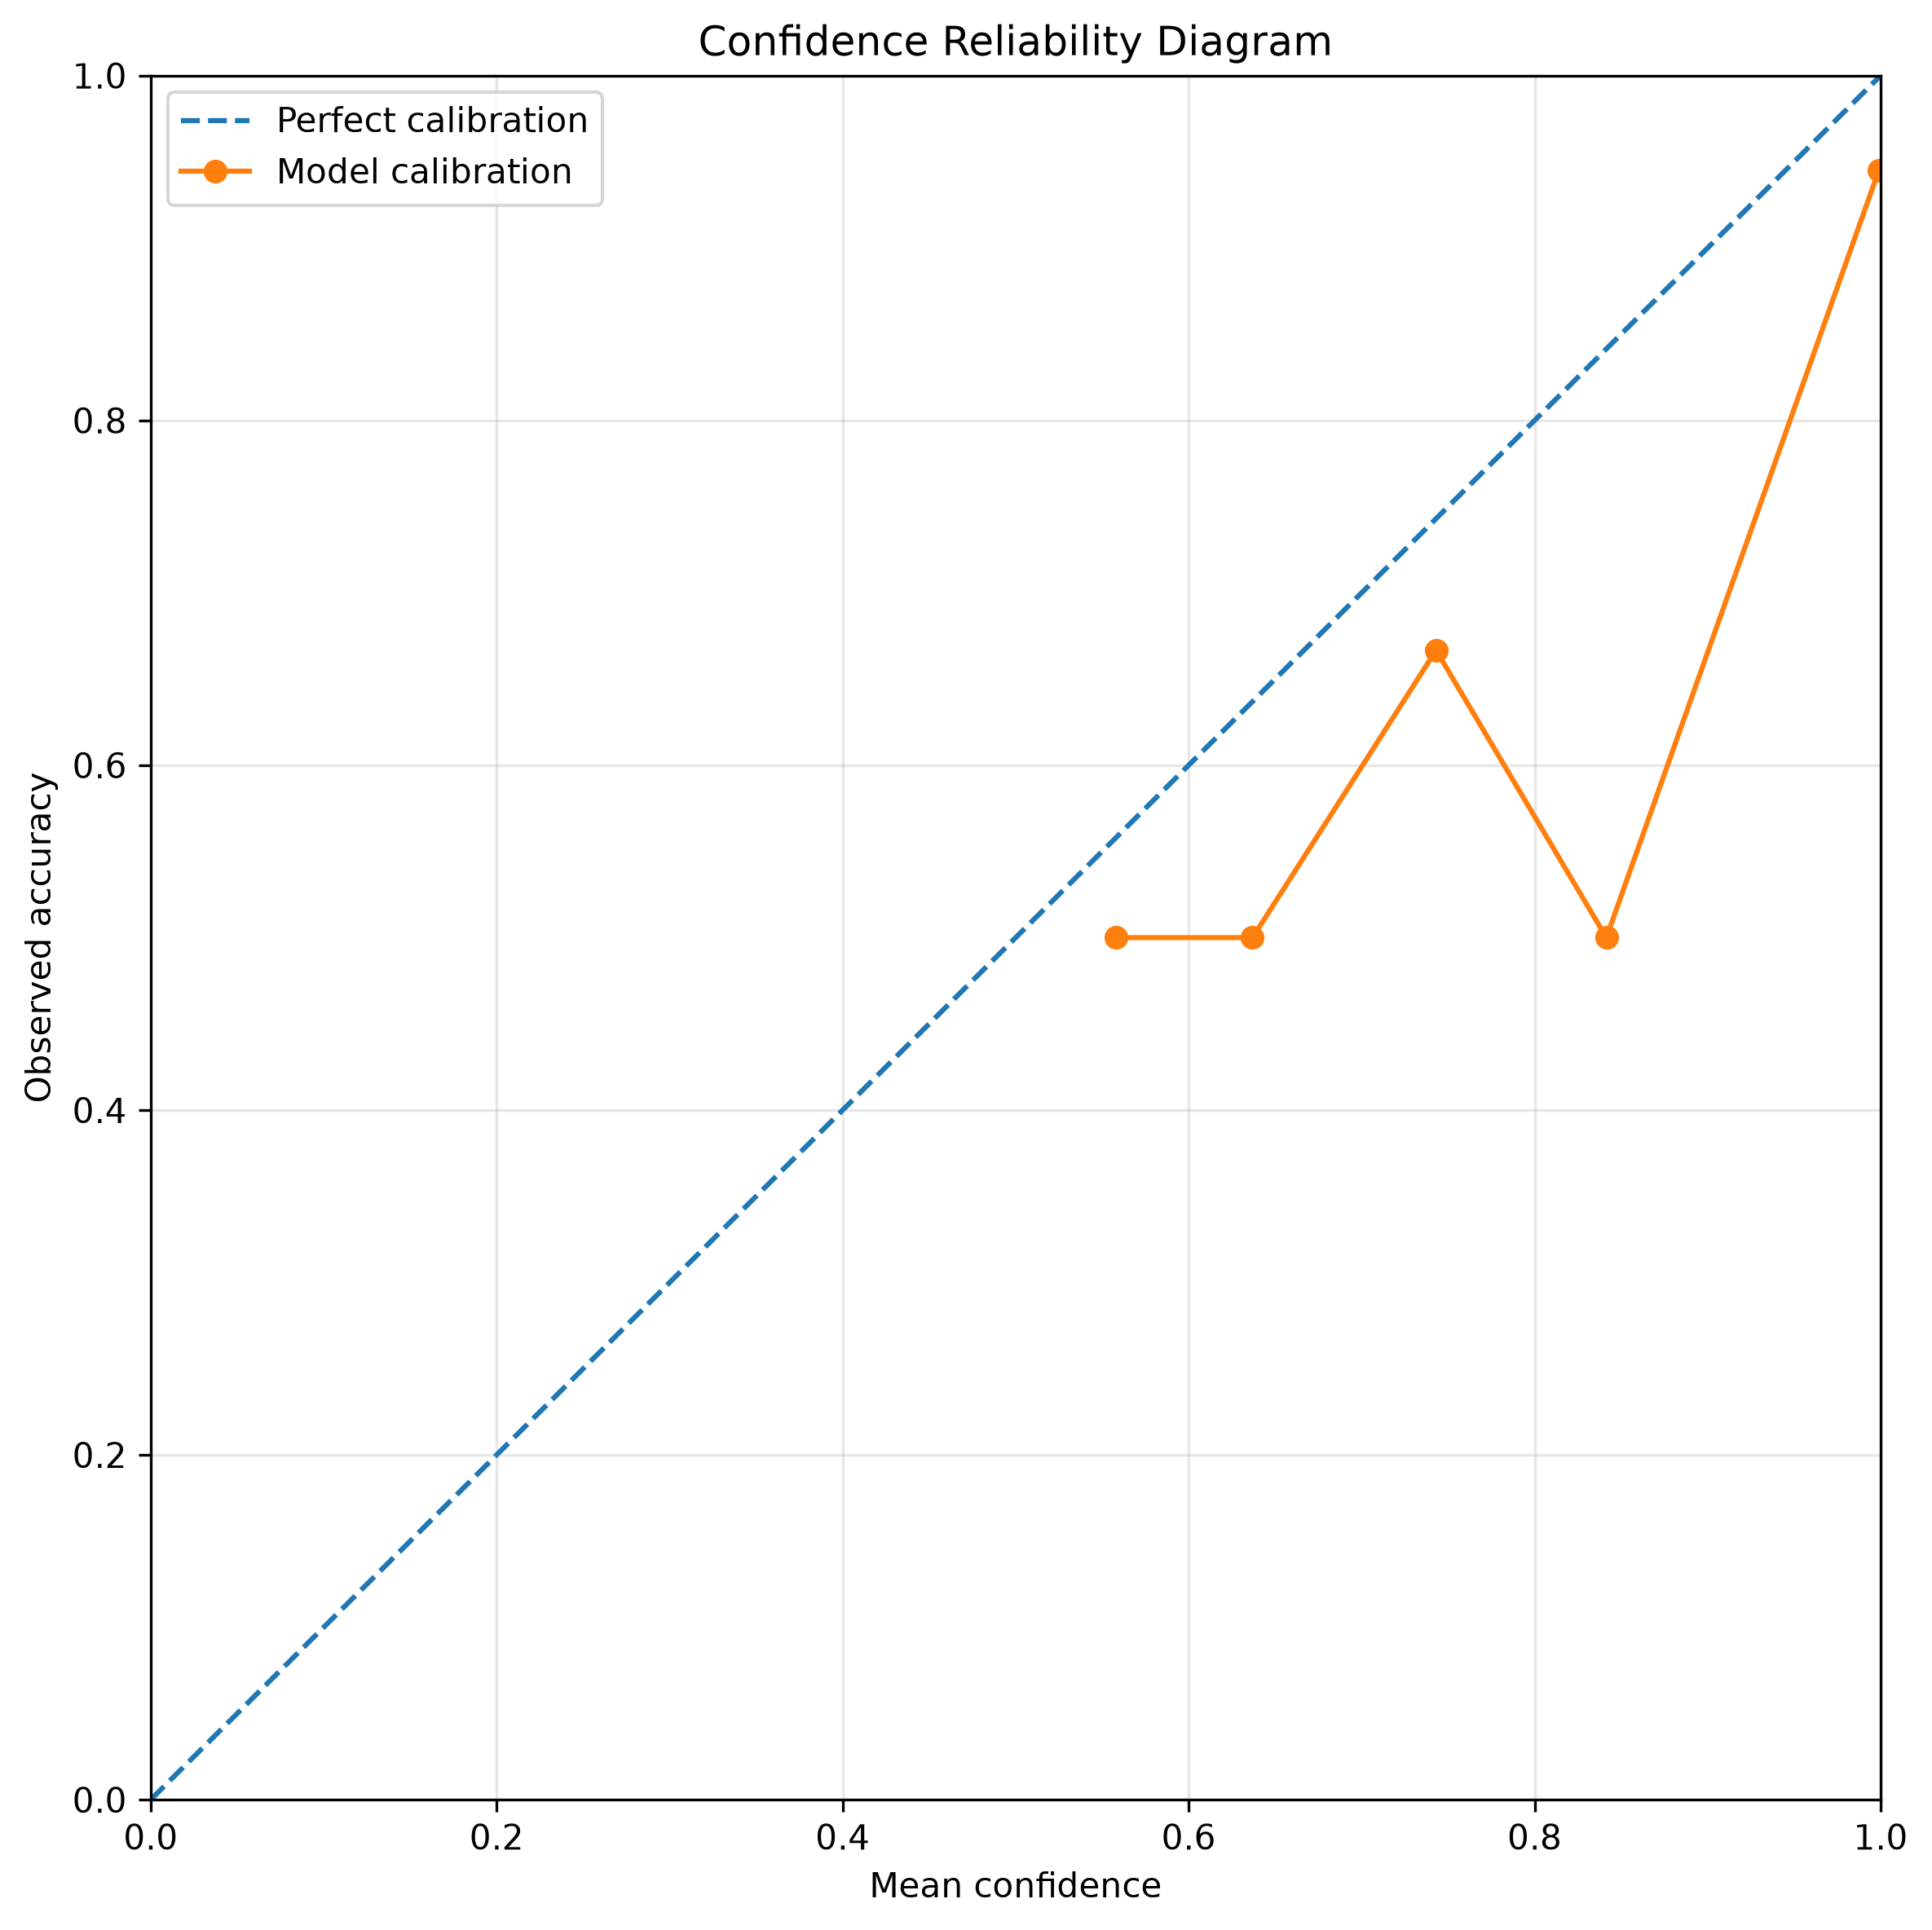 Confidence Reliability Diagram
Perfect calibration
Model calibration
1.0
0.8
0.6
0.4
0.2
0.0
Observed accuracy
0.0 0.2 0.4 0.6 0.8 1.0
Mean confidence